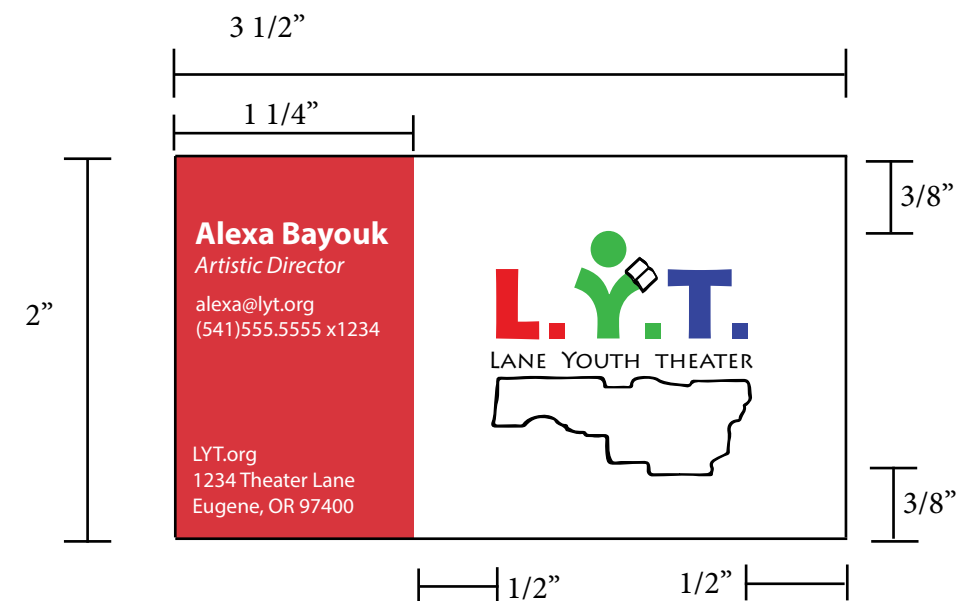 3 1/2”
1 1/4”
3/8”
2”
Alexa Bayouk
Artistic Director
alexa@lyt.org
(541)555.5555 x1234
L.Y.T.
LANE YOUTH THEATER
LYT.org
1234 Theater Lane
Eugene, OR 97400
3/8”
1/2”
1/2”